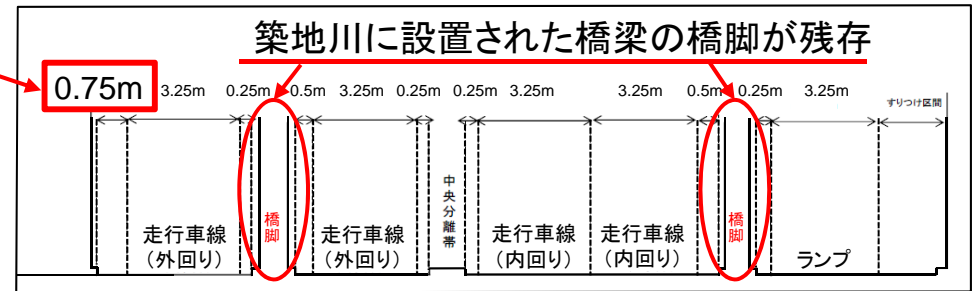 築地川に設置された橋梁の橋脚が残存
0.75m 3.25m 0.25m 0.5m 3.25m 0.25m 0.25m 3.25m 3.25m 0.5m 0.25m 3.25m
すりつけ区間
中央分離帯
橋脚
橋脚
走行車線
(外回り)
走行車線
(外回り)
走行車線
(内回り)
走行車線
(内回り)
ランプ